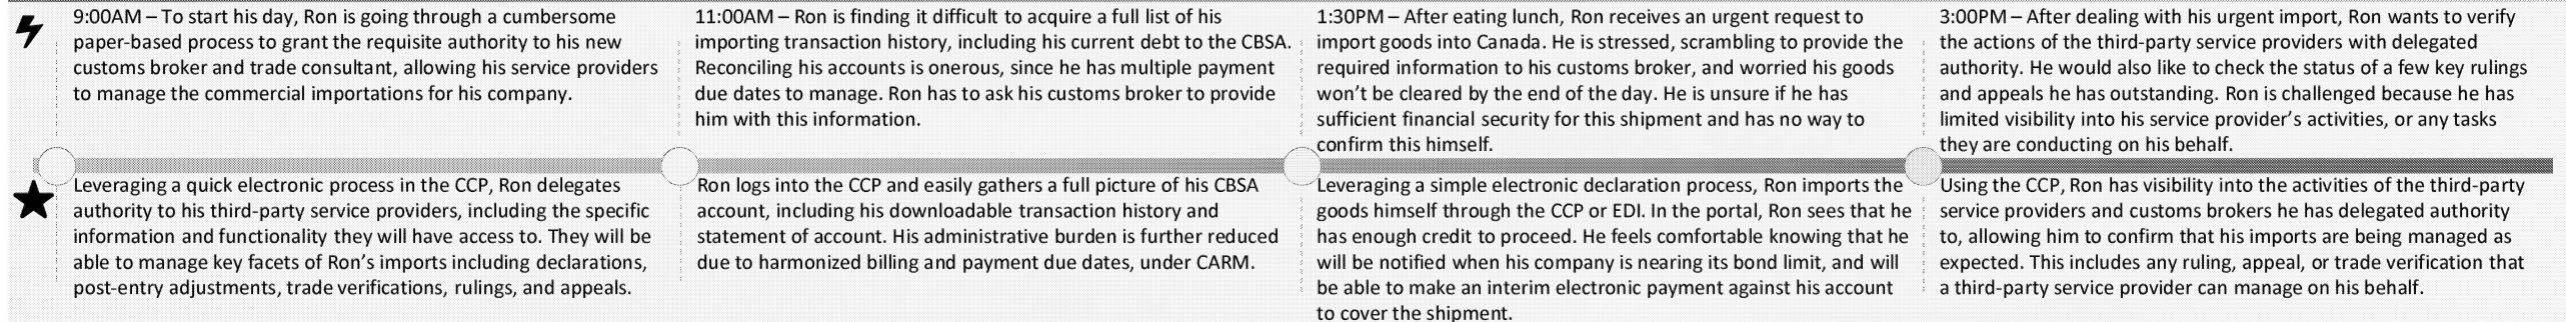 9:00AM – To start his day, Ron is going through a cumbersome
paper-based process to grant the requisite authority to his new
customs broker and trade consultant, allowing his service providers
to manage the commercial importations for his company.
11:00AM – Ron is finding it difficult to acquire a full list of his
importing transaction history, including his current debt to the CBSA.
Reconciling his accounts is onerous, since he has multiple payment
due dates to manage. Ron has to ask his customs broker to provide
him with this information.
1:30PM – After eating lunch, Ron receives an urgent request to
import goods into Canada. He is stressed, scrambling to provide the
required information to his customs broker, and worried his goods
won't be cleared by the end of the day. He is unsure if he has
sufficient financial security for this shipment and has no way to
confirm this himself.
3:00PM – After dealing with his urgent import, Ron wants to verify
the actions of the third-party service providers with delegated
authority. He would also like to check the status of a few key rulings
and appeals he has outstanding. Ron is challenged because he has
limited visibility into his service provider's activities, or any tasks
they are conducting on his behalf.
Leveraging a quick electronic process in the CCP, Ron delegates
authority to his third-party service providers, including the specific
information and functionality they will have access to. They will be
able to manage key facets of Ron's imports including declarations,
post-entry adjustments, trade verifications, rulings, and appeals.
Ron logs into the CCP and easily gathers a full picture of his CBSA
account, including his downloadable transaction history and
statement of account. His administrative burden is further reduced
due to harmonized billing and payment due dates, under CARM.
Leveraging a simple electronic declaration process, Ron imports the
goods himself through the CCP or EDI. In the portal, Ron sees that he
has enough credit to proceed. He feels comfortable knowing that he
will be notified when his company is nearing its bond limit, and will
be able to make an interim electronic payment against his account
to cover the shipment.
Using the CCP, Ron has visibility into the activities of the third-party
service providers and customs brokers he has delegated authority
to, allowing him to confirm that his imports are being managed as
expected. This includes any ruling, appeal, or trade verification that
a third-party service provider can manage on his behalf.